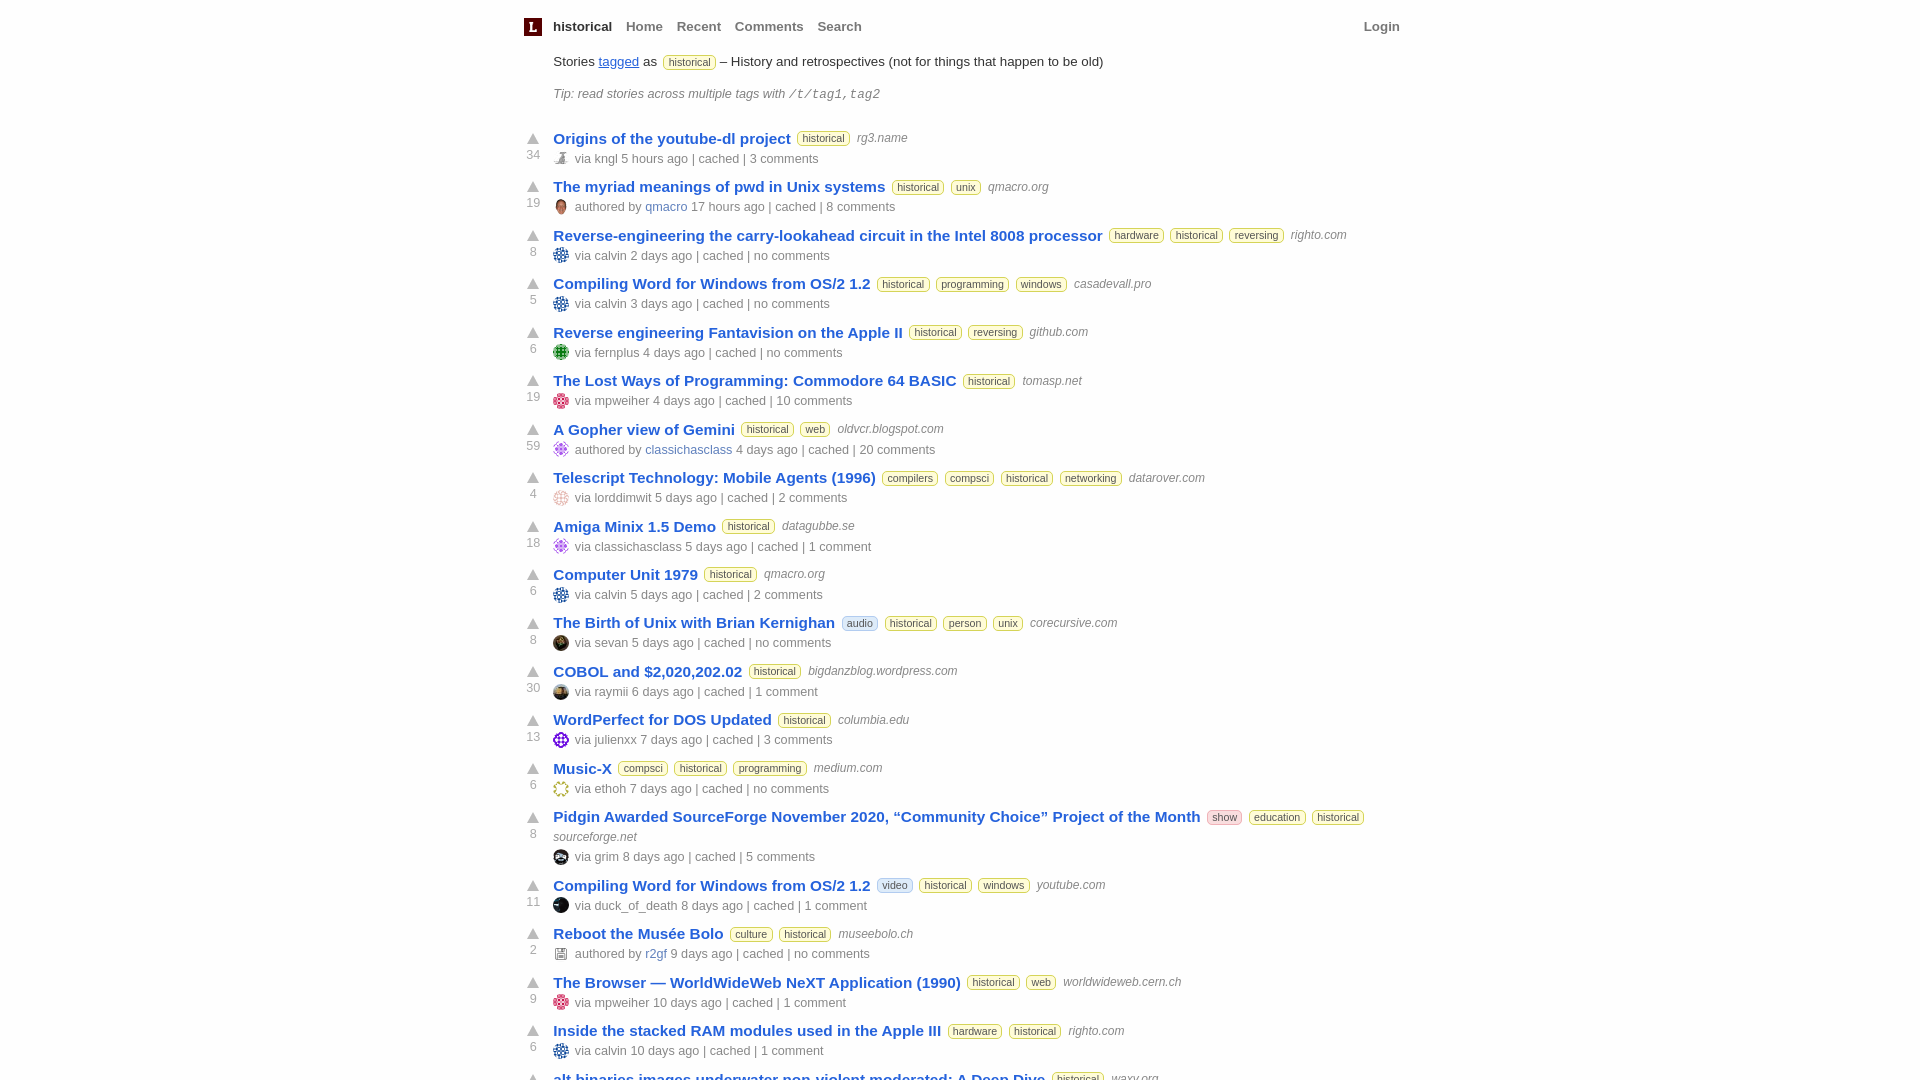 L historical Home Recent Comments Search Login
Stories tagged as historical – History and retrospectives (not for things that happen to be old)
Tip: read stories across multiple tags with /t/tag1,tag2
Origins of the youtube-dl project historical rg3.name
34
via kngl 5 hours ago | cached | 3 comments
The myriad meanings of pwd in Unix systems historical unix qmacro.org
19
authored by qmacro 17 hours ago | cached | 8 comments
Reverse-engineering the carry-lookahead circuit in the Intel 8008 processor hardware historical reversing righto.com
8
via calvin 2 days ago | cached | no comments
Compiling Word for Windows from OS/2 1.2 historical programming windows casadevall.pro
5
via calvin 3 days ago | cached | no comments
Reverse engineering Fantavision on the Apple II historical reversing github.com
6
via fernplus 4 days ago | cached | no comments
The Lost Ways of Programming: Commodore 64 BASIC historical tomasp.net
19
via mpweiher 4 days ago | cached | 10 comments
A Gopher view of Gemini historical web oldvcr.blogspot.com
59
authored by classichasclass 4 days ago | cached | 20 comments
Telescript Technology: Mobile Agents (1996) compilers compsci historical networking datarover.com
4
via lorddimwit 5 days ago | cached | 2 comments
Amiga Minix 1.5 Demo historical datagubbe.se
18
via classichasclass 5 days ago | cached | 1 comment
Computer Unit 1979 historical qmacro.org
6
via calvin 5 days ago | cached | 2 comments
The Birth of Unix with Brian Kernighan audio historical person unix corecursive.com
8
via sevan 5 days ago | cached | no comments
COBOL and $2,020,202.02 historical bigdanzblog.wordpress.com
30
via raymii 6 days ago | cached | 1 comment
WordPerfect for DOS Updated historical columbia.edu
13
via julienxx 7 days ago | cached | 3 comments
Music-X compsci historical programming medium.com
6
via ethoh 7 days ago | cached | no comments
Pidgin Awarded SourceForge November 2020, “Community Choice” Project of the Month show education historical
8
sourceforge.net
via grim 8 days ago | cached | 5 comments
Compiling Word for Windows from OS/2 1.2 video historical windows youtube.com
11
via duck_of_death 8 days ago | cached | 1 comment
Reboot the Musée Bolo culture historical museebolo.ch
2
authored by r2gf 9 days ago | cached | no comments
The Browser — WorldWideWeb NeXT Application (1990) historical web worldwideweb.cern.ch
9
via mpweiher 10 days ago | cached | 1 comment
Inside the stacked RAM modules used in the Apple III hardware historical righto.com
6
via calvin 10 days ago | cached | 1 comment
alt.binaries.images.underwater.non-violent.moderated: A Deep Dive historical waxy.org